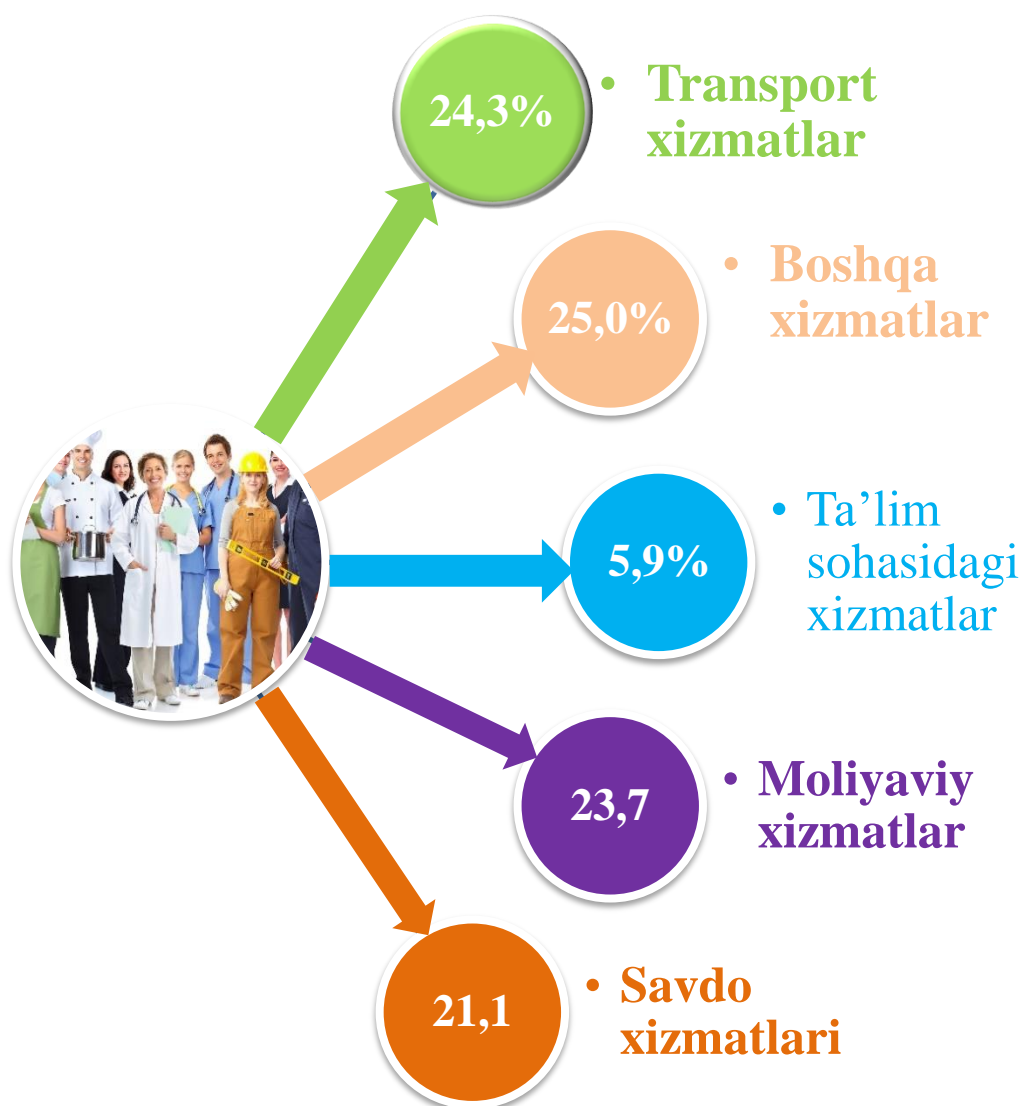 24,3%
• Transport
xizmatlar
25,0%
• Boshqa
xizmatlar
5,9%
• Ta’lim
sohasidagi
xizmatlar
23,7
• Moliyaviy
xizmatlar
21,1
• Savdo
xizmatlari